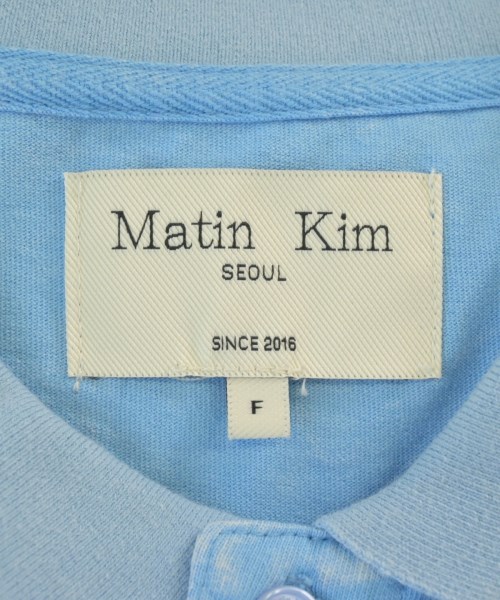 Matin Kim
SEOUL
SINCE 2016
F